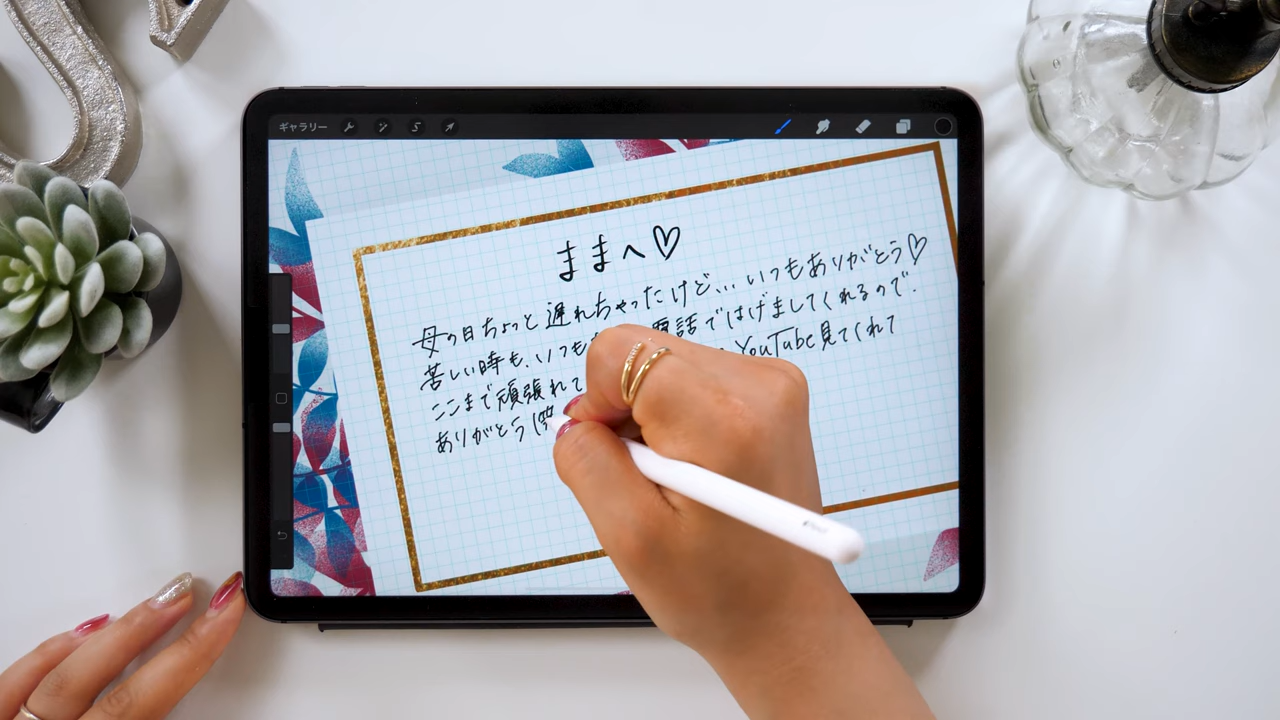 ギャラリー
ままへ♡
母の日ちょっと遅れちゃったけど...いつもありがとう♡
苦しい時も、いつも電話ではげましてくれるので.
ここまで頑張れて YouTube見てくれて
ありがとう